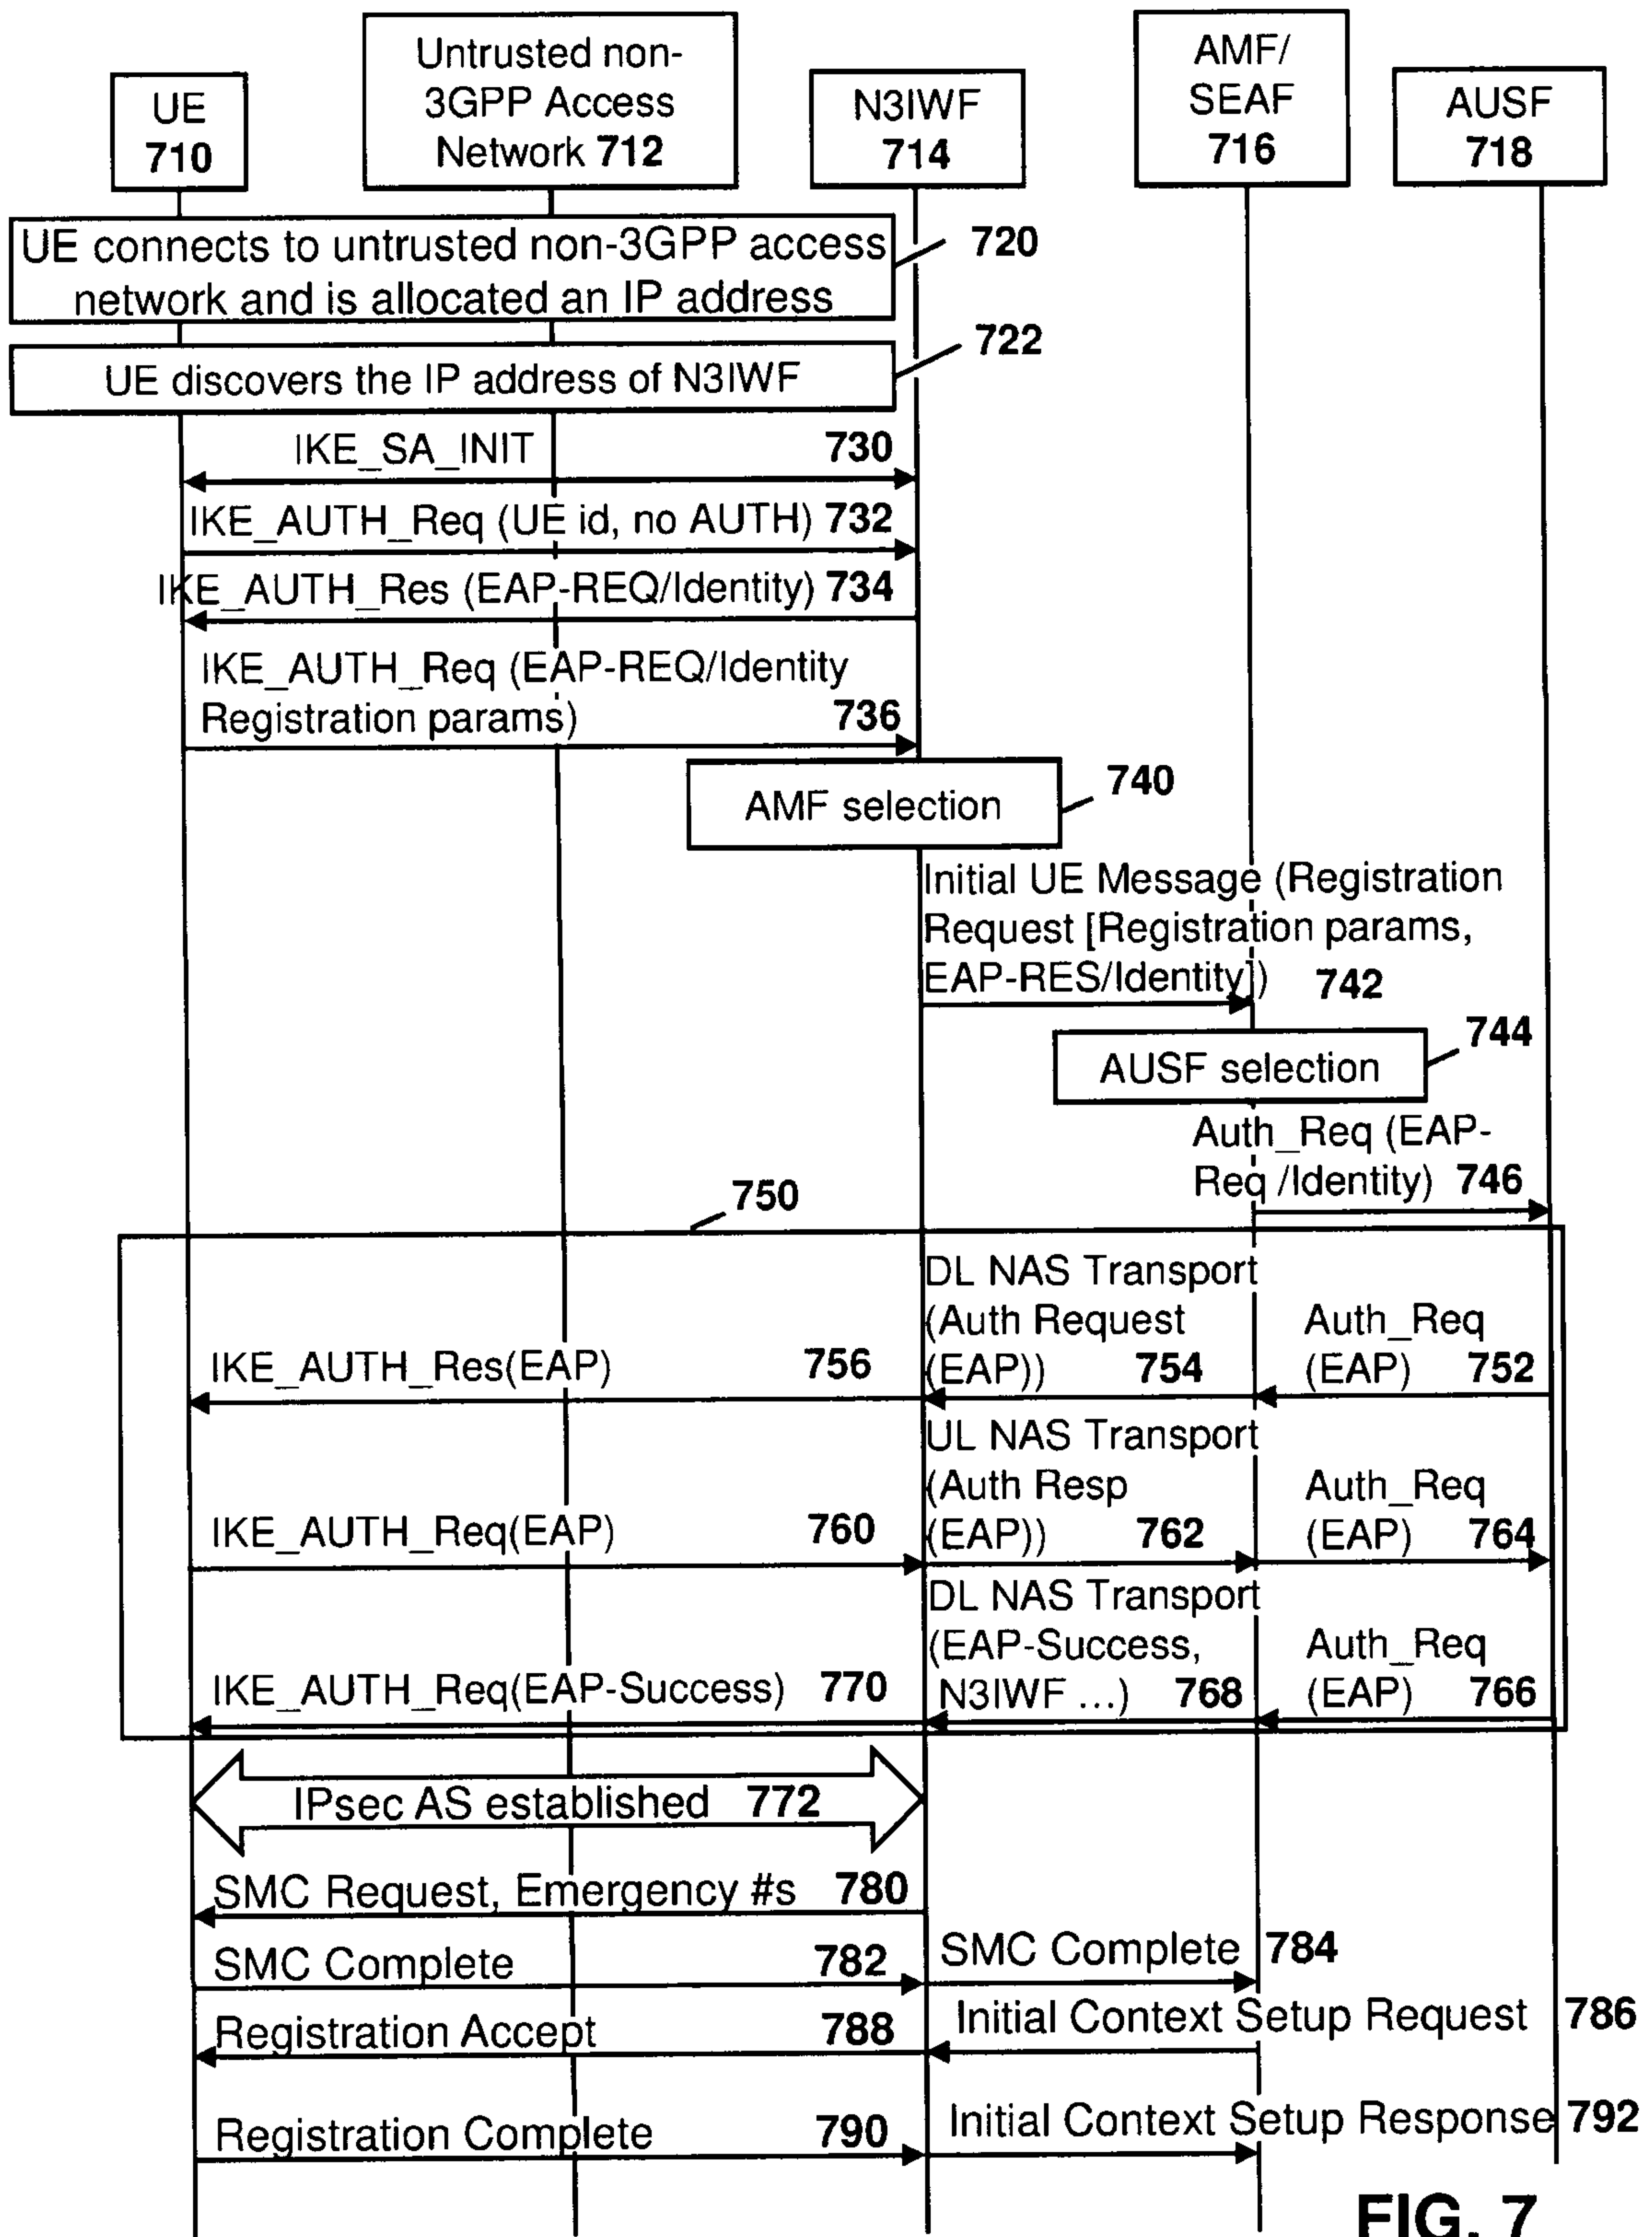 UE
710
Untrusted non-
3GPP Access
Network 712
N3IWF
714
AMF/
SEAF
716
AUSF
718
UE connects to untrusted non-3GPP access
network and is allocated an IP address
720
UE discovers the IP address of N3IWF
722
IKE_SA_INIT 730
IKE_AUTH_Req (UE id, no AUTH) 732
IKE_AUTH_Res (EAP-REQ/Identity) 734
IKE_AUTH_Req (EAP-REQ/Identity
Registration params) 736
AMF selection
740
Initial UE Message (Registration
Request [Registration params,
EAP-RES/Identity]) 742
AUSF selection
744
Auth_Req (EAP-
Req /Identity) 746
750
DL NAS Transport
(Auth Request
(EAP)) 754
Auth_Req
(EAP) 752
IKE_AUTH_Res(EAP) 756
UL NAS Transport
(Auth Resp
(EAP)) 762
Auth_Req
(EAP) 764
IKE_AUTH_Req(EAP) 760
DL NAS Transport
(EAP-Success,
N3IWF ...) 768
Auth_Req
(EAP) 766
IKE_AUTH_Req(EAP-Success) 770
IPsec AS established 772
SMC Request, Emergency #s 780
SMC Complete 782
SMC Complete 784
Registration Accept 788
Initial Context Setup Request 786
Registration Complete 790
Initial Context Setup Response 792
FIG. 7